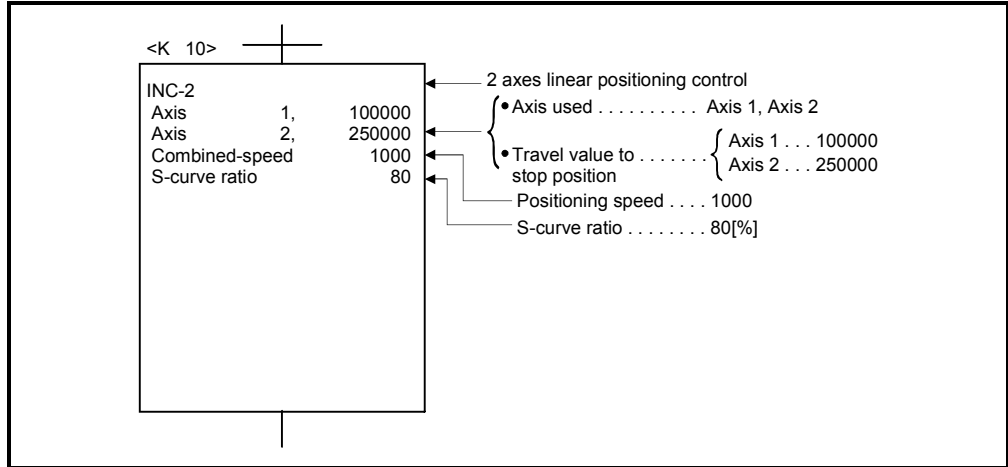 <K 10>
INC-2
Axis 1, 100000
Axis 2, 250000
Combined-speed 1000
S-curve ratio 80
2 axes linear positioning control
• Axis used . . . . . . . . . . Axis 1, Axis 2
• Travel value to . . . . . . . Axis 1 . . . 100000
stop position Axis 2 . . . 250000
Positioning speed . . . . 1000
S-curve ratio . . . . . . . . 80[%]